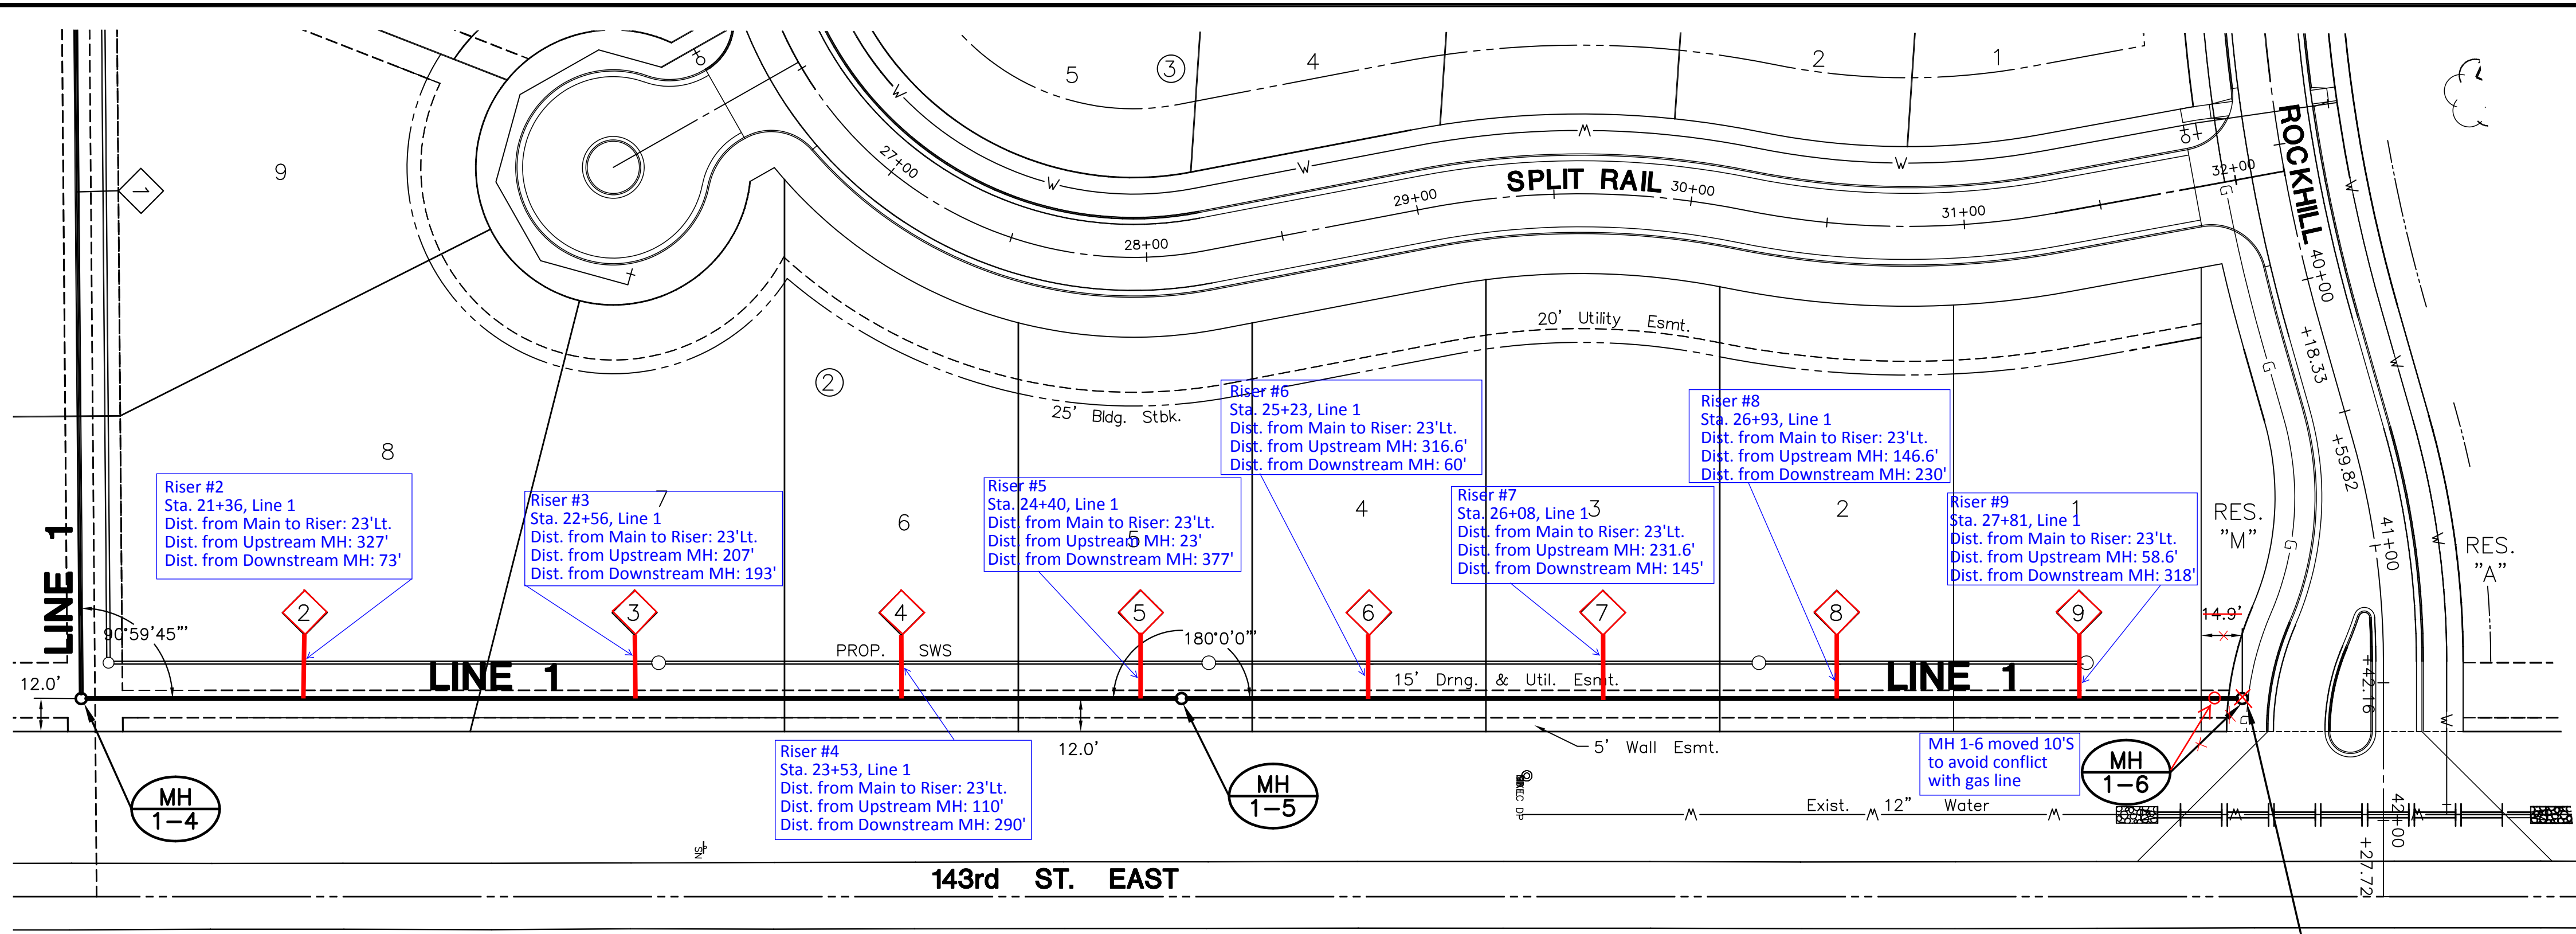 5
3
4
2
1
9
1
27+00
28+00
29+00
SPLIT RAIL
30+00
31+00
32+00
ROCKHILL
W
W
W
W
W
W
W
W
W
W
G
G
G
G
40+00
+18.33
+59.82
41+00
+42.16
42+00
+27.72
20' Utility Esmt.
25' Bldg. Stbk.
2
8
7
6
5
4
3
2
1
RES.
"M"
RES.
"A"
Riser #2
Sta. 21+36, Line 1
Dist. from Main to Riser: 23'Lt.
Dist. from Upstream MH: 327'
Dist. from Downstream MH: 73'
Riser #3
Sta. 22+56, Line 1
Dist. from Main to Riser: 23'Lt.
Dist. from Upstream MH: 207'
Dist. from Downstream MH: 193'
Riser #5
Sta. 24+40, Line 1
Dist. from Main to Riser: 23'Lt.
Dist. from Upstream MH: 23'
Dist. from Downstream MH: 377'
Riser #6
Sta. 25+23, Line 1
Dist. from Main to Riser: 23'Lt.
Dist. from Upstream MH: 316.6'
Dist. from Downstream MH: 60'
Riser #7
Sta. 26+08, Line 1
Dist. from Main to Riser: 23'Lt.
Dist. from Upstream MH: 231.6'
Dist. from Downstream MH: 145'
Riser #8
Sta. 26+93, Line 1
Dist. from Main to Riser: 23'Lt.
Dist. from Upstream MH: 146.6'
Dist. from Downstream MH: 230'
Riser #9
Sta. 27+81, Line 1
Dist. from Main to Riser: 23'Lt.
Dist. from Upstream MH: 58.6'
Dist. from Downstream MH: 318'
LINE 1
2
3
4
5
6
7
8
9
14.9'
90°59'45"'
180°0'0"'
PROP. SWS
12.0'
LINE 1
15' Drng. & Util. Esmt.
LINE 1
12.0'
5' Wall Esmt.
Riser #4
Sta. 23+53, Line 1
Dist. from Main to Riser: 23'Lt.
Dist. from Upstream MH: 110'
Dist. from Downstream MH: 290'
MH 1-6 moved 10'S
to avoid conflict
with gas line
MH
1-4
MH
1-5
MH
1-6
Exist. 12" Water
143rd ST. EAST